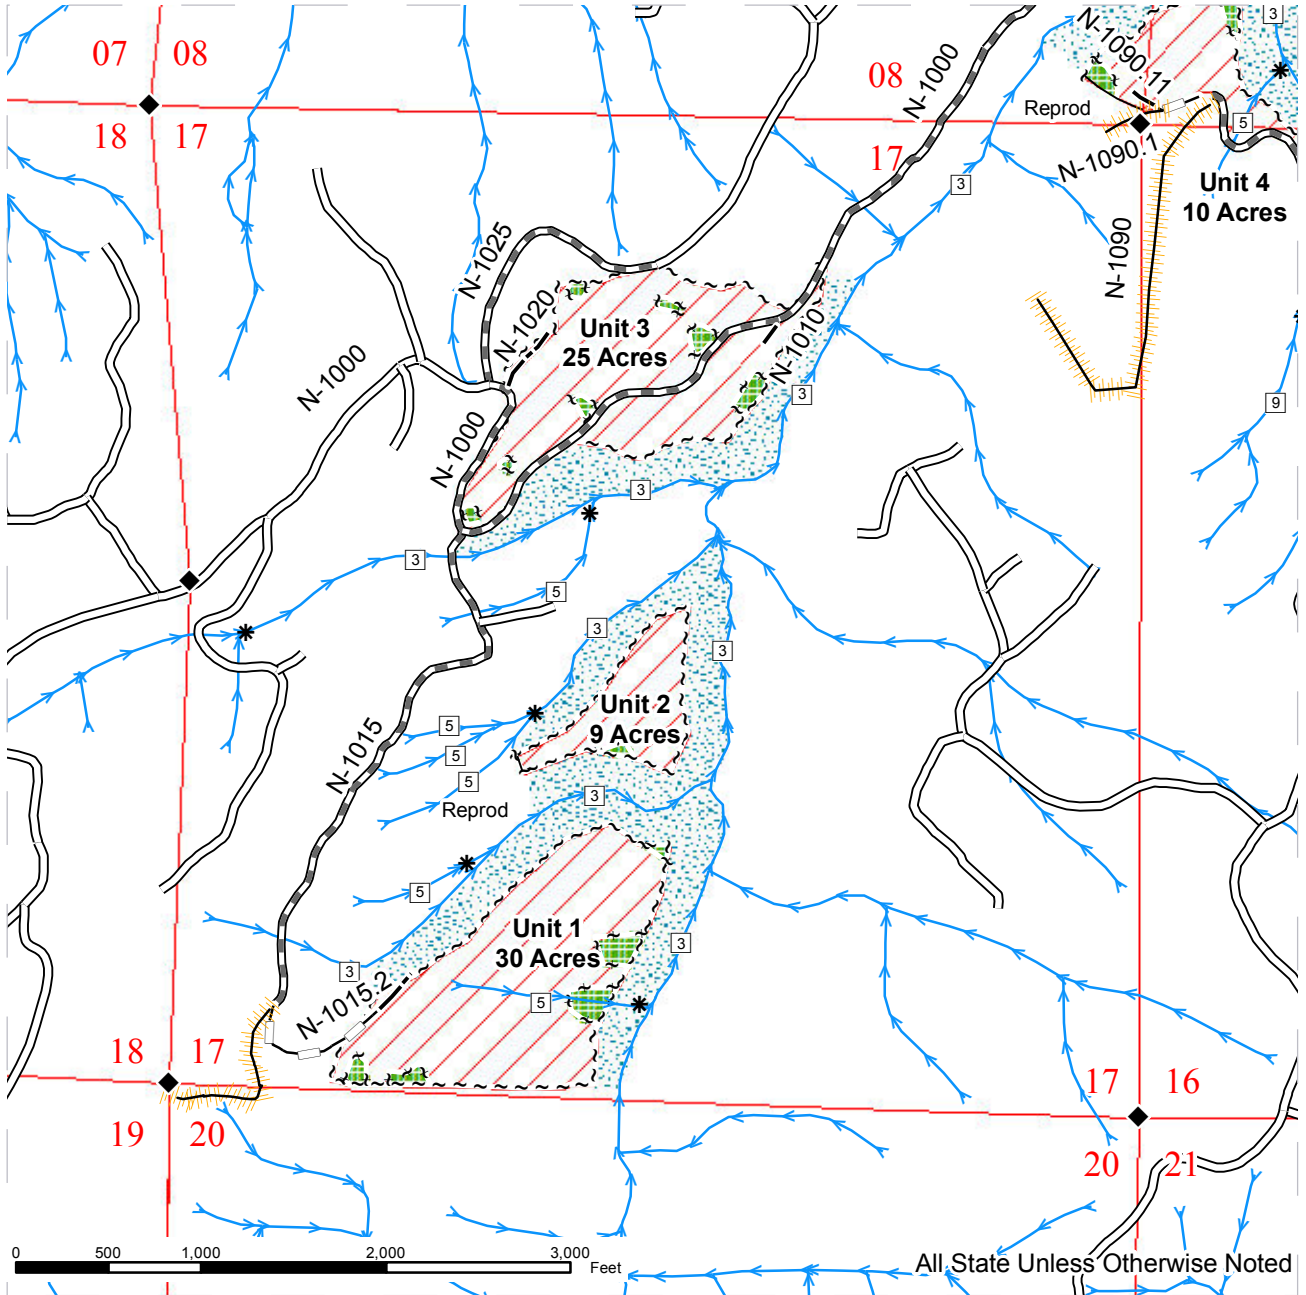 07 08
18 17
08
17
N-1000
N-1090.11
Reprod
3
5
N-1090.1
Unit 4
10 Acres
3
N-1090
N-1025
N-1020
Unit 3
25 Acres
N-1010
N-1000
3
9
N-1000
3
3
5
3
3
Unit 2
9 Acres
5
5
5
N-1015
Reprod
3
5
Unit 1
30 Acres
3
3
5
N-1015.2
18 17
17 16
19 20
20 21
0 500 1,000 2,000 3,000
Feet
All State Unless Otherwise Noted